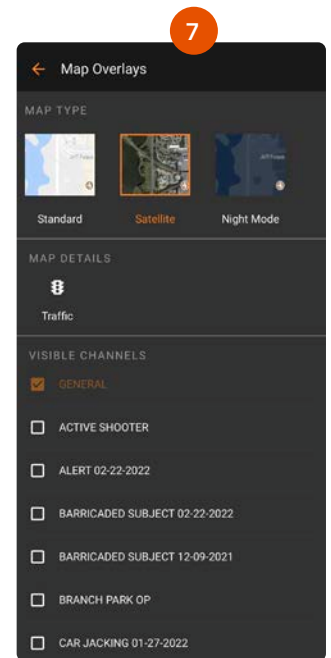 7
Map Overlays
MAP TYPE
Standard
Satellite
Night Mode
MAP DETAILS
Traffic
VISIBLE CHANNELS
GENERAL
ACTIVE SHOOTER
ALERT 02-22-2022
BARRICADED SUBJECT 02-22-2022
BARRICADED SUBJECT 12-09-2021
BRANCH PARK OP
CAR JACKING 01-27-2022